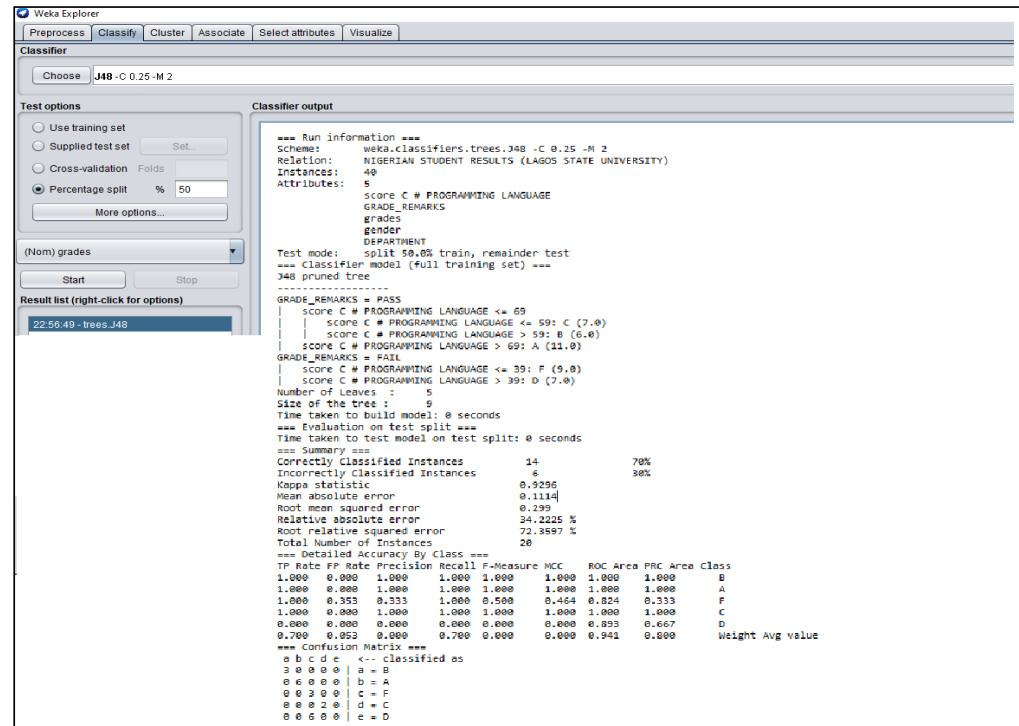 Weka Explorer
Preprocess Classify Cluster Associate Select attributes Visualize
Classifier
Choose J48 -C 0.25 -M 2
Test options
Use training set
Supplied test set Set...
Cross-validation Folds
Percentage split % 50
More options...
(Nom) grades
Start Stop
Result list (right-click for options)
22:56:49 - trees.J48
Classifier output
=== Run information ===
Scheme: weka.classifiers.trees.J48 -C 0.25 -M 2
Relation: NIGERIAN STUDENT RESULTS (LAGOS STATE UNIVERSITY)
Instances: 40
Attributes: 5
score C # PROGRAMMING LANGUAGE
GRADE_REMARKS
grades
gender
DEPARTMENT
Test mode: split 50.0% train, remainder test
=== Classifier model (full training set) ===
J48 pruned tree
------------------
GRADE_REMARKS = PASS
| score C # PROGRAMMING LANGUAGE <= 69
| | score C # PROGRAMMING LANGUAGE <= 59: C (7.0)
| | score C # PROGRAMMING LANGUAGE > 59: B (6.0)
| score C # PROGRAMMING LANGUAGE > 69: A (11.0)
GRADE_REMARKS = FAIL
| score C # PROGRAMMING LANGUAGE <= 39: F (9.0)
| score C # PROGRAMMING LANGUAGE > 39: D (7.0)
Number of Leaves : 5
Size of the tree : 9
Time taken to build model: 0 seconds
=== Evaluation on test split ===
Time taken to test model on test split: 0 seconds
=== Summary ===
Correctly Classified Instances 14 70%
Incorrectly Classified Instances 6 30%
Kappa statistic 0.9296
Mean absolute error 0.1114
Root mean squared error 0.299
Relative absolute error 34.2225 %
Root relative squared error 72.3597 %
Total Number of Instances 20
=== Detailed Accuracy By Class ===
TP Rate FP Rate Precision Recall F-Measure MCC ROC Area PRC Area Class
1.000 0.000 1.000 1.000 1.000 1.000 1.000 1.000 B
1.000 0.000 1.000 1.000 1.000 1.000 1.000 1.000 A
1.000 0.353 0.333 1.000 0.500 0.464 0.824 0.333 F
1.000 0.000 1.000 1.000 1.000 1.000 1.000 1.000 C
0.000 0.000 0.000 0.000 0.000 0.000 0.893 0.667 D
0.700 0.053 0.000 0.700 0.000 0.000 0.941 0.800 Weight Avg value
=== Confusion Matrix ===
a b c d e <-- classified as
3 0 0 0 0 | a = B
0 6 0 0 0 | b = A
0 0 3 0 0 | c = F
0 0 0 2 0 | d = C
0 0 6 0 0 | e = D